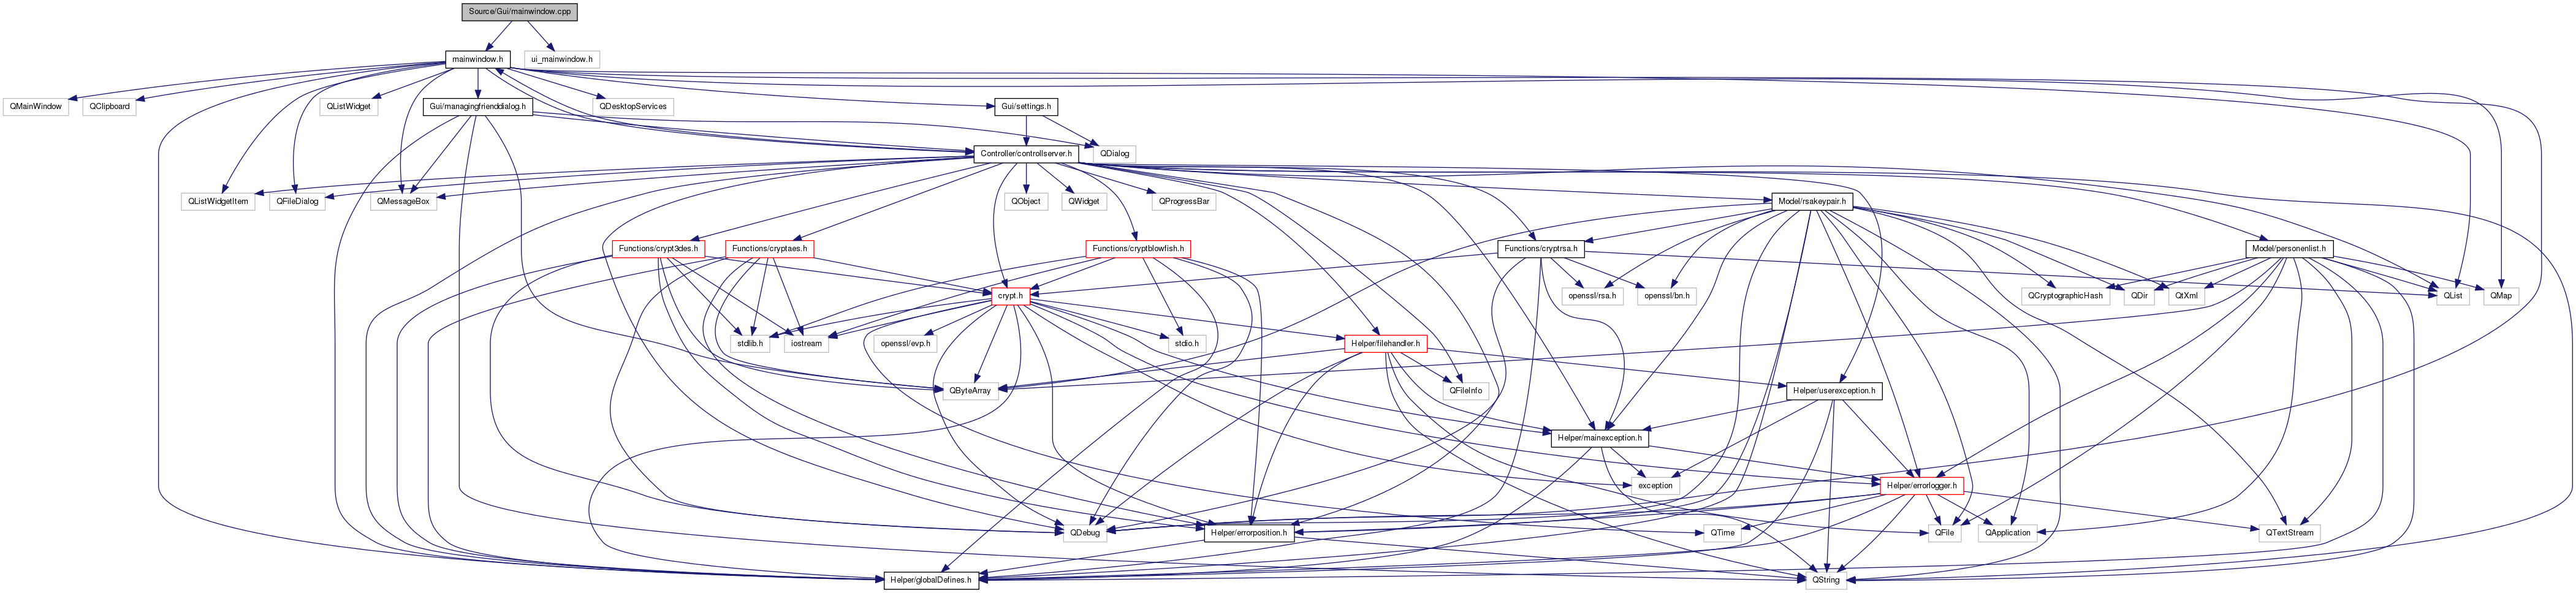 Source/Gui/mainwindow.cpp
mainwindow.h
ui_mainwindow.h
QMainWindow
QClipboard
QListWidget
Gui/managingfrienddialog.h
QDesktopServices
Gui/settings.h
Controller/controllserver.h
QDialog
QListWidgetItem
QFileDialog
QMessageBox
QObject
QWidget
QProgressBar
Model/rsakeypair.h
Functions/crypt3des.h
Functions/cryptaes.h
Functions/cryptblowfish.h
Functions/cryptrsa.h
Model/personenlist.h
crypt.h
openssl/rsa.h
openssl/bn.h
QCryptographicHash
QDir
QtXml
QList
QMap
stdlib.h
iostream
openssl/evp.h
stdio.h
Helper/filehandler.h
QByteArray
QFileInfo
Helper/userexception.h
Helper/mainexception.h
exception
Helper/errorlogger.h
QDebug
Helper/errorposition.h
QTime
QFile
QApplication
QTextStream
Helper/globalDefines.h
QString